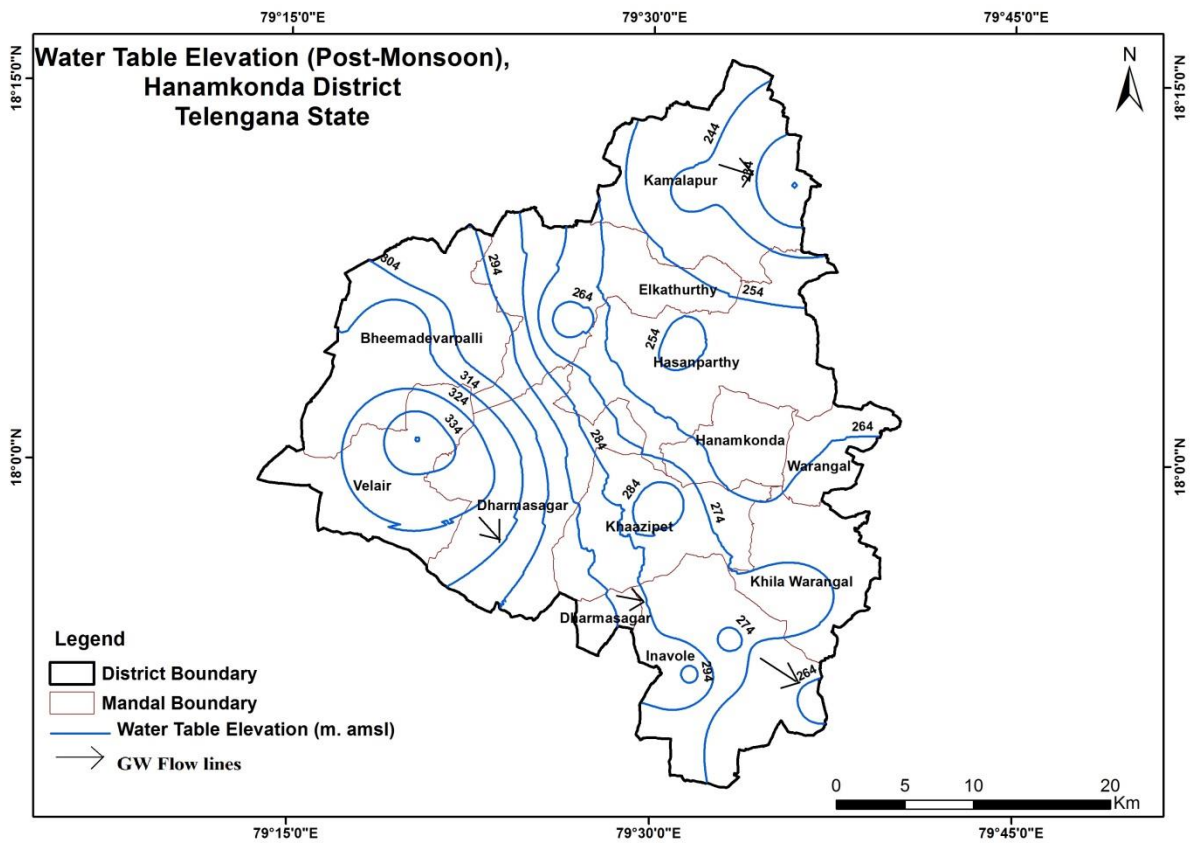 79°15'0"E 79°30'0"E 79°45'0"E
Water Table Elevation (Post-Monsoon),
Hanamkonda District
Telengana State
N
18°15'0"N 18°15'0"N
244
Kamalapur
234
304
294
Elkathurthy
254
264
Bheemadevarpalli
254
Hasanparthy
314
324
334
264
Hanamkonda
284
Warangal
18°0'0"N 18°0'0"N
Velair
284
Dharmasagar
274
Khaazipet
Khila Warangal
Dharmasagar
274
Inavole
294
264
Legend
District Boundary
Mandal Boundary
Water Table Elevation (m. amsl)
GW Flow lines
0 5 10 20
Km
79°15'0"E 79°30'0"E 79°45'0"E